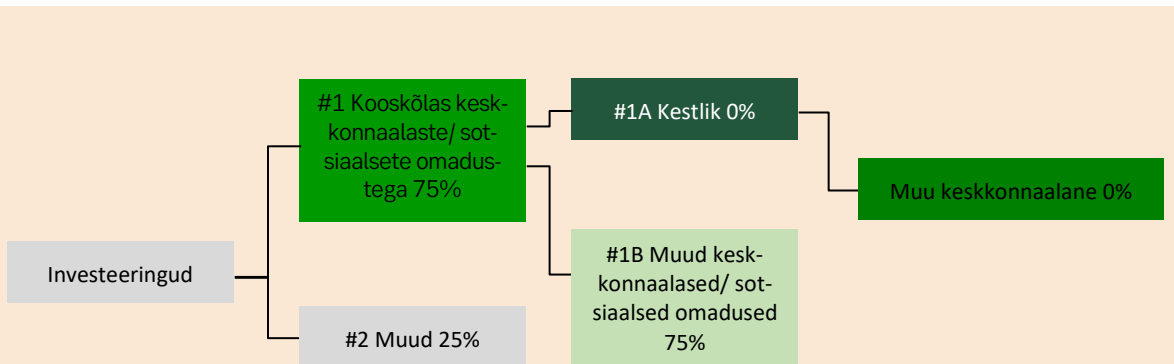 #1 Kooskõlas kesk-
konnaalaste/ sot-
siaalsete omadus-
tega 75%
#1A Kestlik 0%
Muu keskkonnaalane 0%
Investeeringud
#1B Muud kesk-
konnaalased/ sot-
siaalsed omadused
75%
#2 Muud 25%